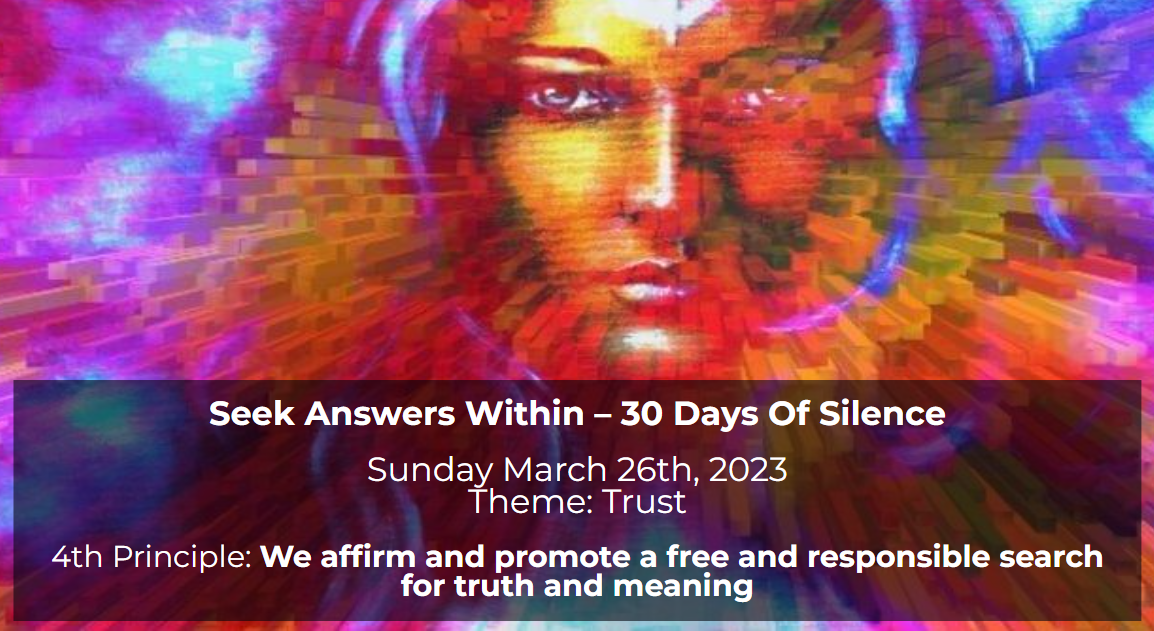 Seek Answers Within – 30 Days Of Silence
Sunday March 26th, 2023
Theme: Trust
4th Principle: We affirm and promote a free and responsible search
for truth and meaning